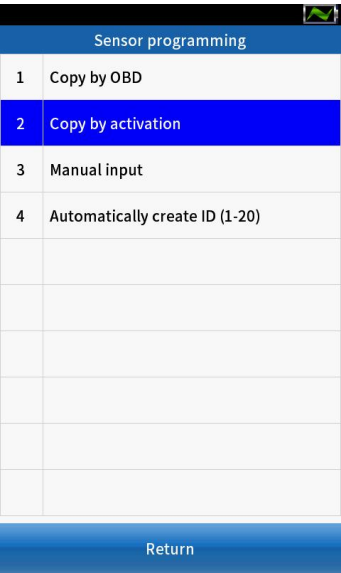 Sensor programming
1 Copy by OBD
2 Copy by activation
3 Manual input
4 Automatically create ID (1-20)
Return